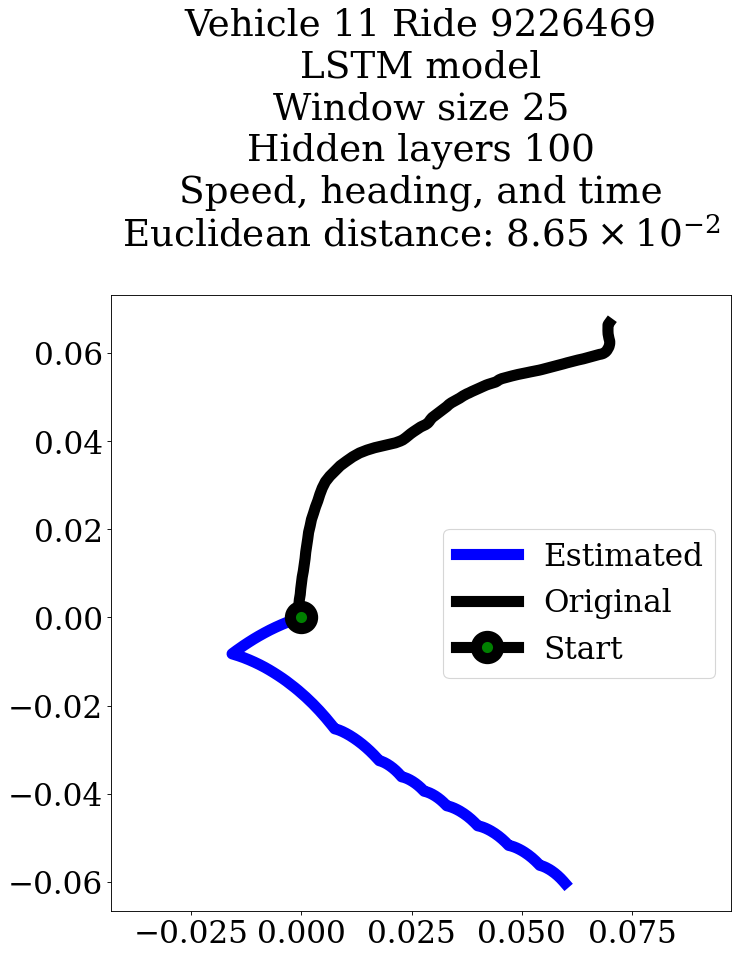 Vehicle 11 Ride 9226469
LSTM model
Window size 25
Hidden layers 100
Speed, heading, and time
Euclidean distance: 8.65 × 10⁻²
0.06
0.04
0.02
0.00
−0.02
−0.04
−0.06
Estimated
Original
Start
−0.025 0.000 0.025 0.050 0.075